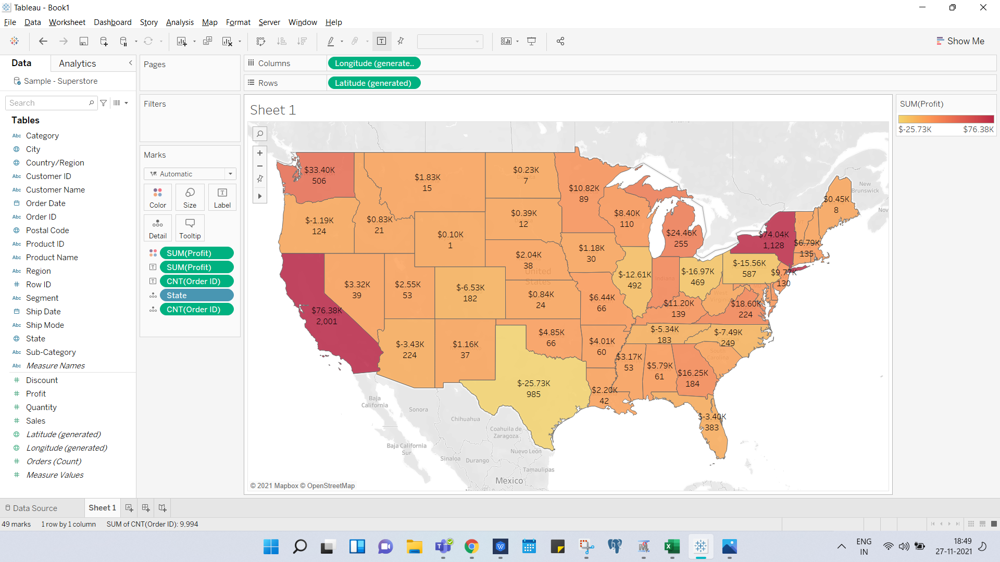 Tableau - Book1
File Data Worksheet Dashboard Story Analysis Map Format Server Window Help
Show Me
Data Analytics
Sample - Superstore
Search
Tables
Abc Category
City
Country/Region
Abc Customer ID
Abc Customer Name
Order Date
Abc Order ID
Postal Code
Abc Product ID
Abc Product Name
Abc Region
# Row ID
Abc Segment
Ship Date
Abc Ship Mode
State
Abc Sub-Category
Abc Measure Names
# Discount
# Profit
# Quantity
# Sales
Latitude (generated)
Longitude (generated)
# Orders (Count)
# Measure Values
Pages
Filters
Marks
Automatic
Color Size Label
Detail Tooltip
SUM(Profit)
SUM(Profit)
CNT(Order ID)
State
CNT(Order ID)
Columns Longitude (generate..
Rows Latitude (generated)
Sheet 1
$33.40K
506
$1.83K
15
$0.23K
7
$10.82K
89
$0.45K
8
New
Brunswick
Nov
$-1.19K
124
$0.83K
21
$0.39K
12
$8.40K
110
$0.10K
1
$24.46K
255
$74.04K
1,128
$6.79K
135
$2.04K
38
$1.18K
30
United
States
$-12.61K
492
Indiana
$-16.97K
469
$-15.56K
587
$9.77K
130
$3.32K
39
$2.55K
53
$-6.53K
182
$0.84K
24
$6.44K
66
$11.20K
139
West
Virginia
$18.60K
224
$76.38K
2,001
$-3.43K
224
$1.16K
37
$4.85K
66
$4.01K
60
$-5.34K
183
$-7.49K
249
South
Carolina
$3.17K
53
$5.79K
61
$16.25K
184
$-25.73K
985
$2.20K
42
$-3.40K
383
Baja
California
Sonora
Chihuahua
Coahuila de
Zaragoza
Baja California
Sur
Sinaloa
Durango
Nuevo León
Tamaulipas
Mexico
© 2021 Mapbox © OpenStreetMap
SUM(Profit)
$-25.73K $76.38K
Data Source Sheet 1
49 marks 1 row by 1 column SUM of CNT(Order ID): 9,994
ENG
IN
18:49
27-11-2021